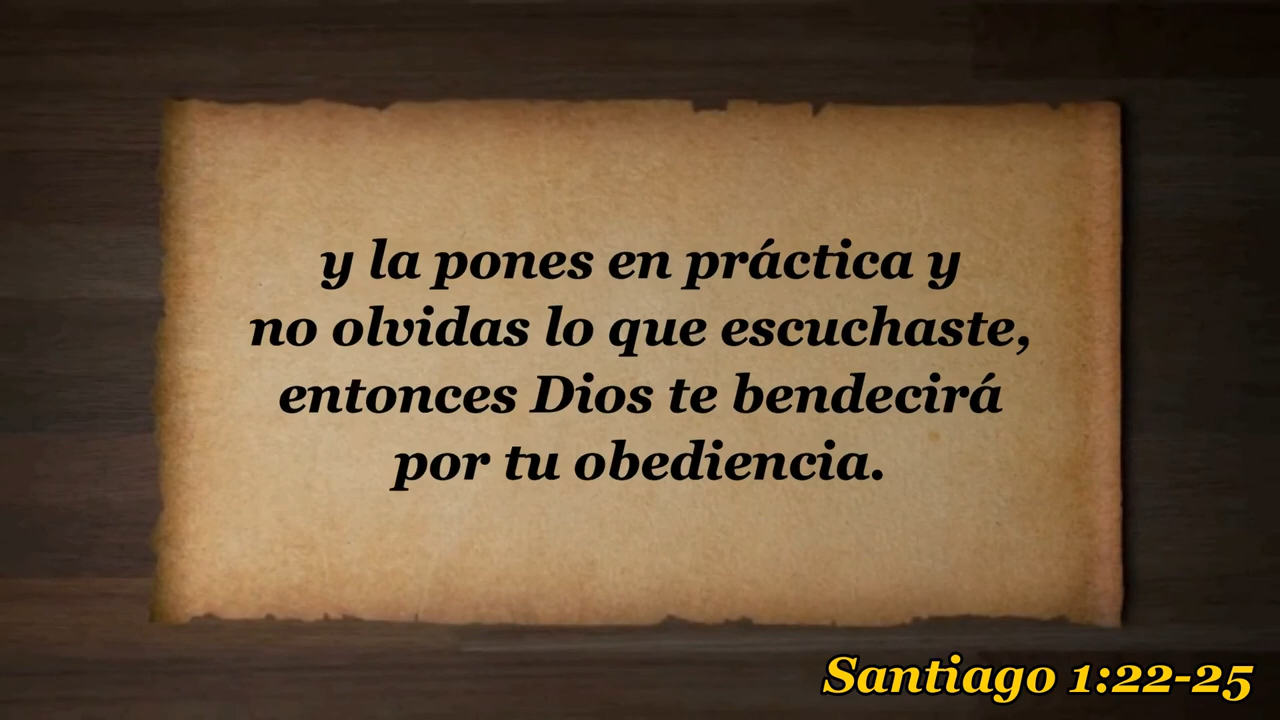 y la pones en práctica y
no olvidas lo que escuchaste,
entonces Dios te bendecirá
por tu obediencia.
Santiago 1:22-25